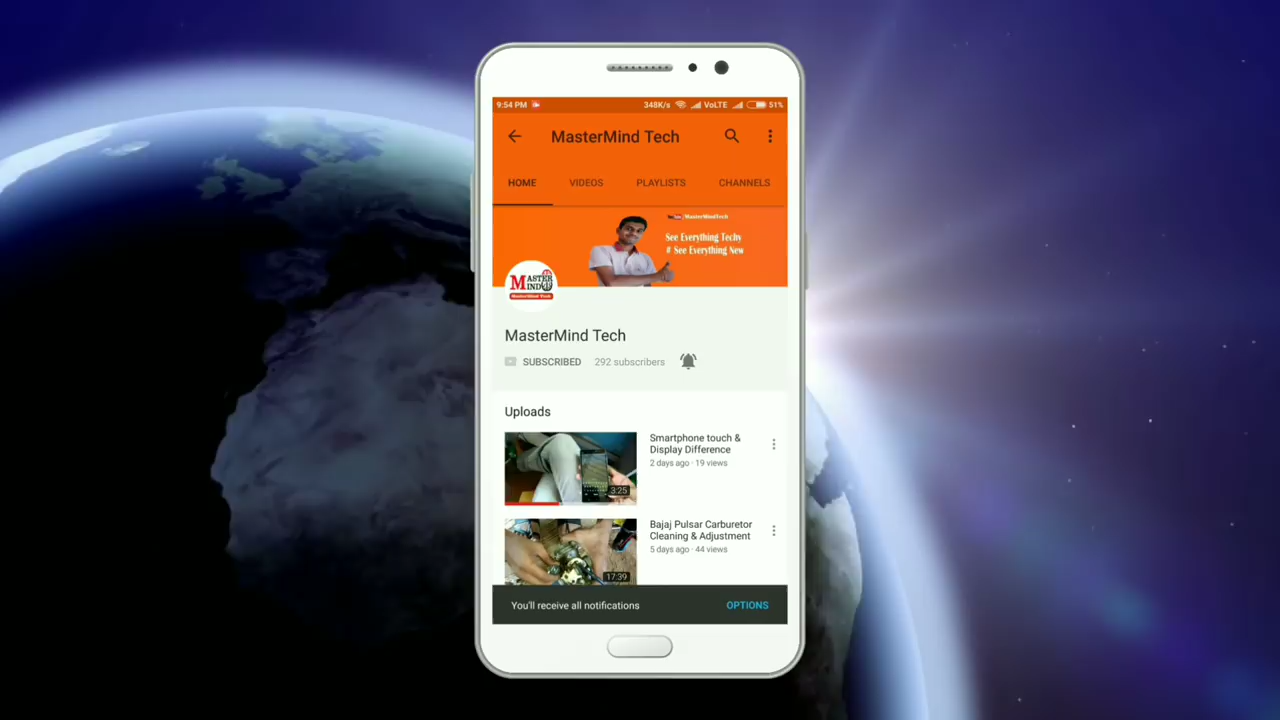 9:54 PM
348K/s VoLTE 51%
MasterMind Tech
HOME VIDEOS PLAYLISTS CHANNELS
MasterMindTech
See Everything Techy
# See Everything New
MASTER
MIND
MasterMind Tech
MasterMind Tech
SUBSCRIBED 292 subscribers
Uploads
Smartphone touch &
Display Difference
2 days ago · 19 views
3:25
Bajaj Pulsar Carburetor
Cleaning & Adjustment
5 days ago · 44 views
17:39
You'll receive all notifications OPTIONS